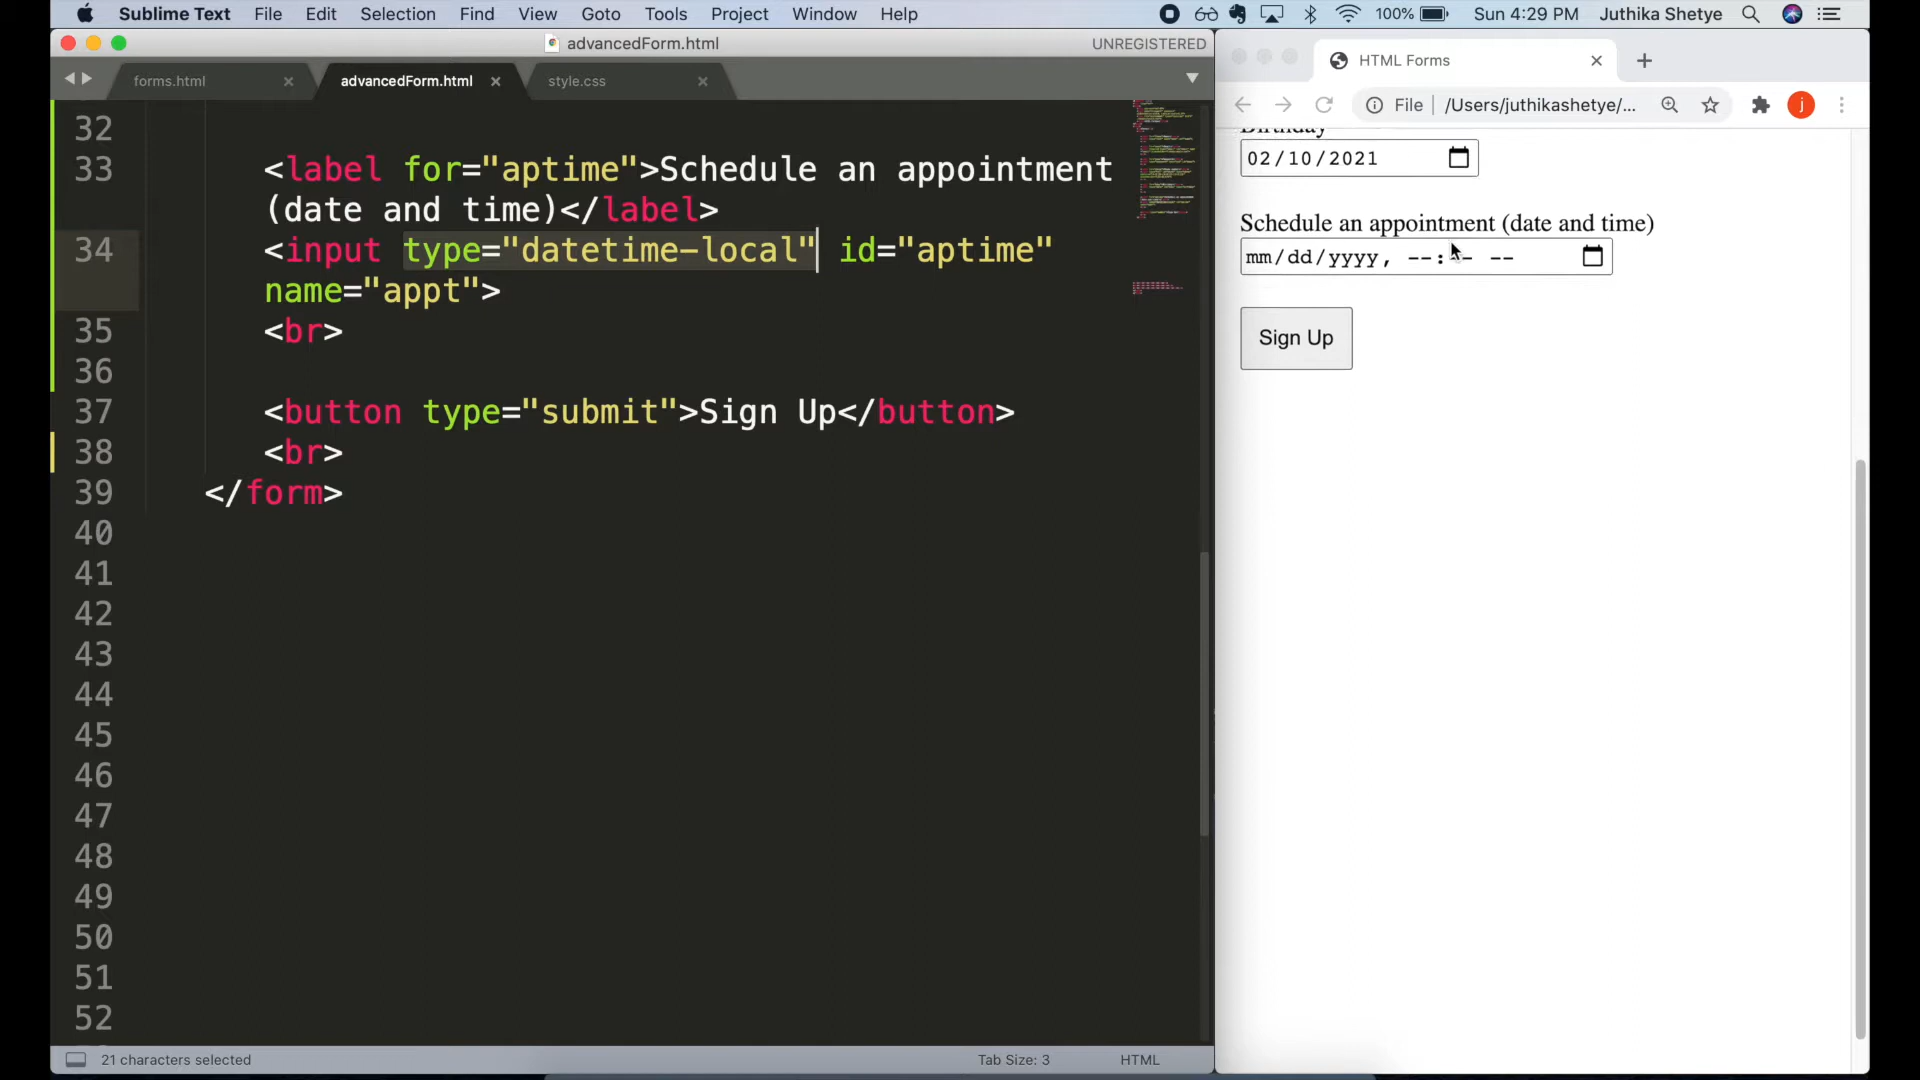 Sublime Text File Edit Selection Find View Goto Tools Project Window Help 100% Sun 4:29 PM Juthika Shetye
advancedForm.html UNREGISTERED
forms.html advancedForm.html style.css
32
33 <label for="aptime">Schedule an appointment
(date and time)</label>
34 <input type="datetime-local" id="aptime"
name="appt">
35 <br>
36
37 <button type="submit">Sign Up</button>
38 <br>
39 </form>
40
41
42
43
44
45
46
47
48
49
50
51
52
21 characters selected Tab Size: 3 HTML
HTML Forms
File /Users/juthikashetye/... j
Birthday
02/10/2021
Schedule an appointment (date and time)
mm/dd/yyyy, --:-- --
Sign Up